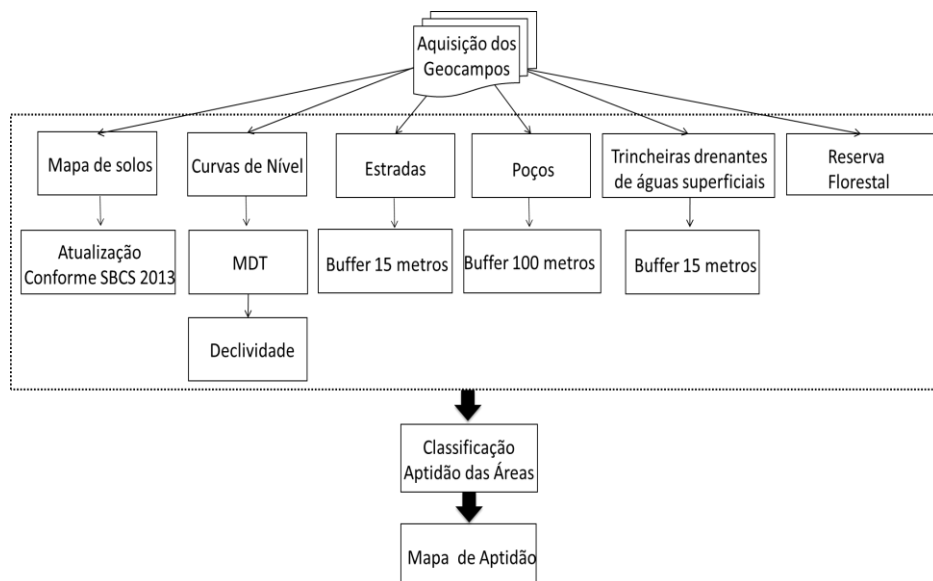 Aquisição dos
Geocampos
Mapa de solos
Curvas de Nível
Estradas
Poços
Trincheiras drenantes
de águas superficiais
Reserva
Florestal
Atualização
Conforme SBCS 2013
MDT
Buffer 15 metros
Buffer 100 metros
Buffer 15 metros
Declividade
Classificação
Aptidão das Áreas
Mapa de Aptidão